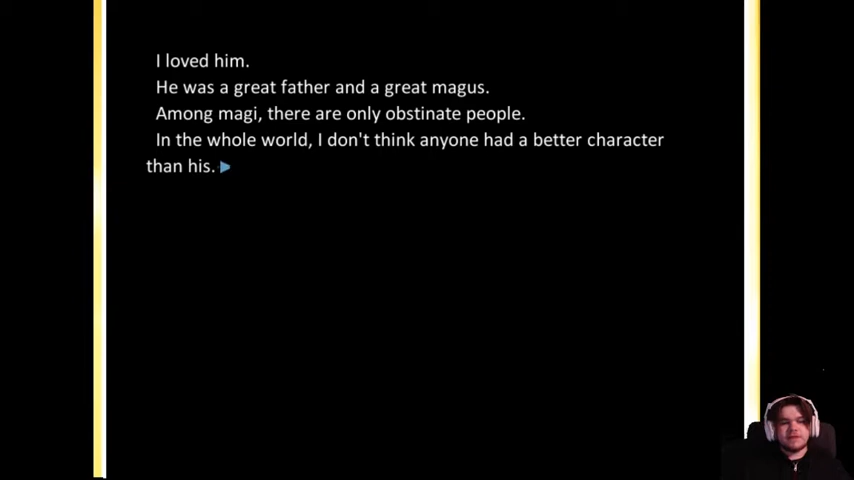 I loved him.
He was a great father and a great magus.
Among magi, there are only obstinate people.
In the whole world, I don't think anyone had a better character
than his.